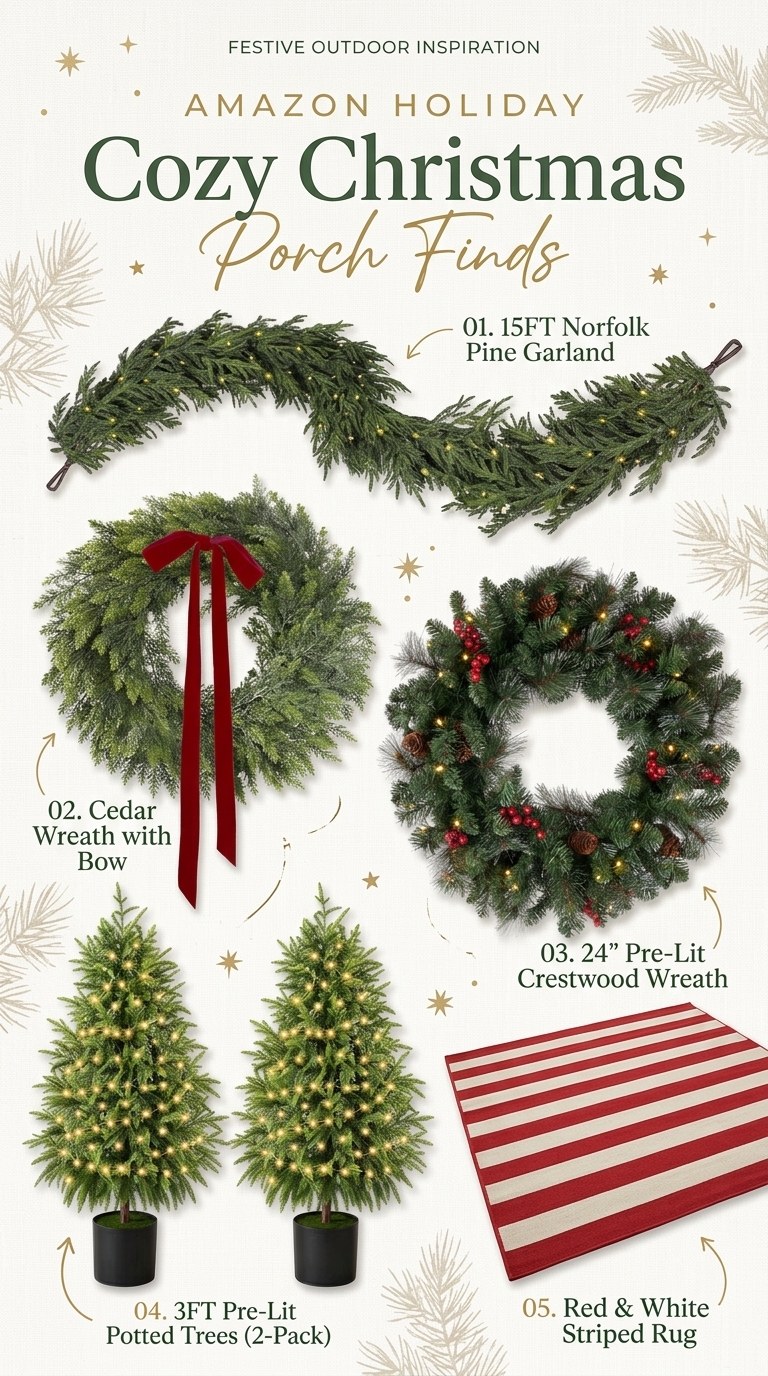 FESTIVE OUTDOOR INSPIRATION
AMAZON HOLIDAY
Cozy Christmas
Porch Finds
01. 15FT Norfolk
Pine Garland
02. Cedar
Wreath with
Bow
03. 24” Pre-Lit
Crestwood Wreath
04. 3FT Pre-Lit
Potted Trees (2-Pack)
05. Red & White
Striped Rug